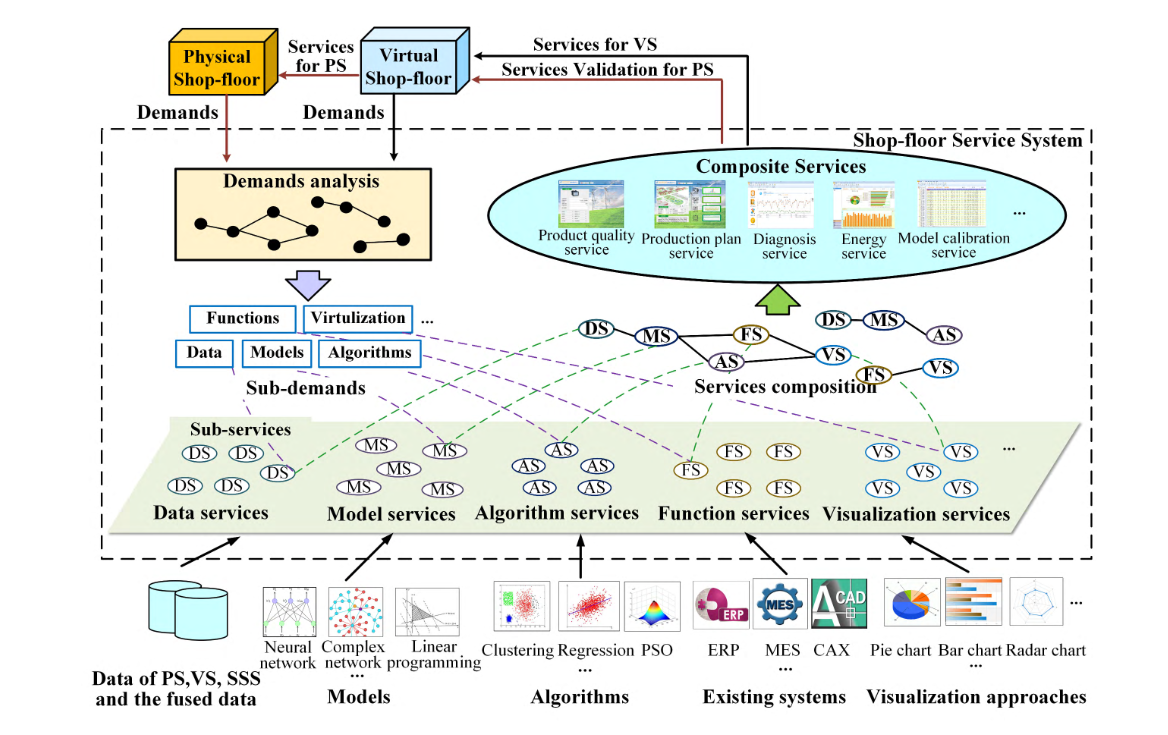 Physical
Shop-floor
Services
for PS
Virtual
Shop-floor
Services for VS
Services Validation for PS
Demands
Demands
Shop-floor Service System
Demands analysis
Composite Services
...
Product quality
service
Production plan
service
Diagnosis
service
Energy
service
Model calibration
service
Functions
Virtulization
...
Data
Models
Algorithms
Sub-demands
DS
MS
FS
AS
VS
DS
MS
AS
FS
VS
Services composition
Sub-services
DS
DS
DS
DS
DS
Data services
MS
MS
MS
MS
MS
Model services
AS
AS
AS
AS
AS
Algorithm services
FS
FS
FS
FS
FS
Function services
VS
VS
VS
VS
VS
...
Visualization services
Data of PS,VS, SSS
and the fused data
Neural
network
Complex
network
Linear
programming
...
Models
Clustering
Regression
PSO
...
Algorithms
ERP
MES
ACAD
ERP
MES
CAX
...
Existing systems
Pie chart
Bar chart
Radar chart
...
...
Visualization approaches